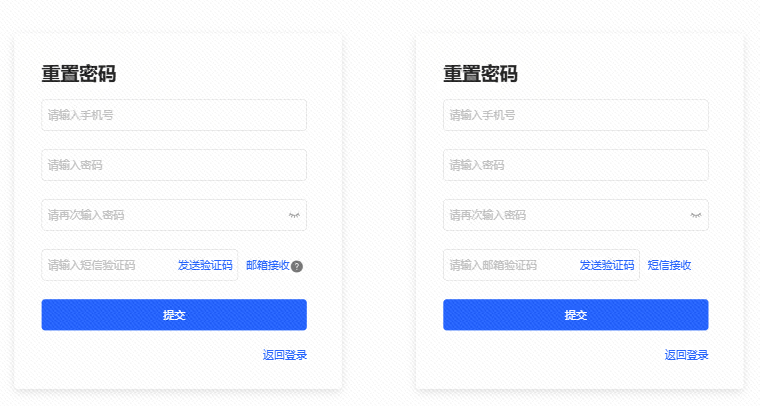 重置密码
请输入手机号
请输入密码
请再次输入密码
请输入短信验证码 发送验证码 邮箱接收 ?
提交
返回登录
重置密码
请输入手机号
请输入密码
请再次输入密码
请输入邮箱验证码 发送验证码 短信接收
提交
返回登录